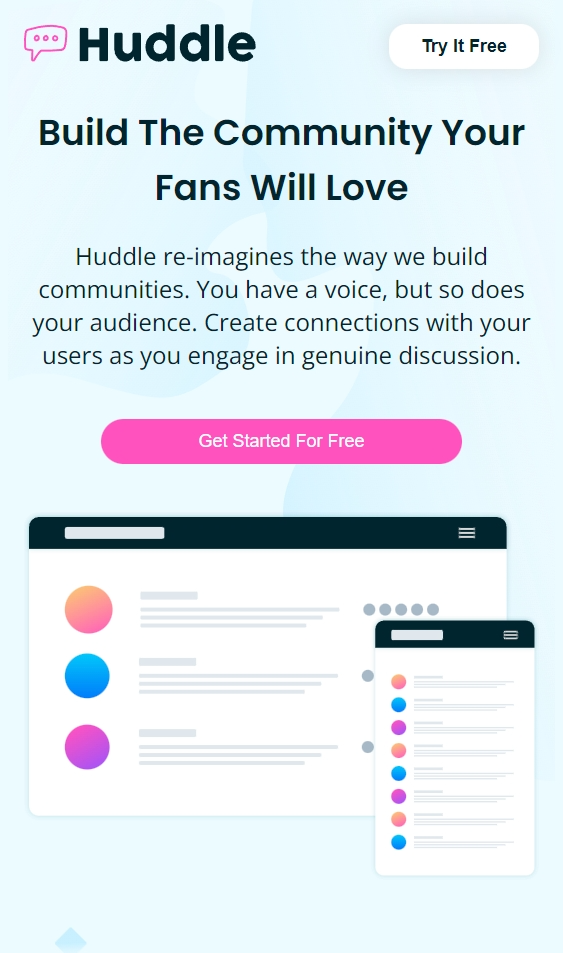 Huddle
Try It Free
Build The Community Your
Fans Will Love
Huddle re-imagines the way we build
communities. You have a voice, but so does
your audience. Create connections with your
users as you engage in genuine discussion.
Get Started For Free